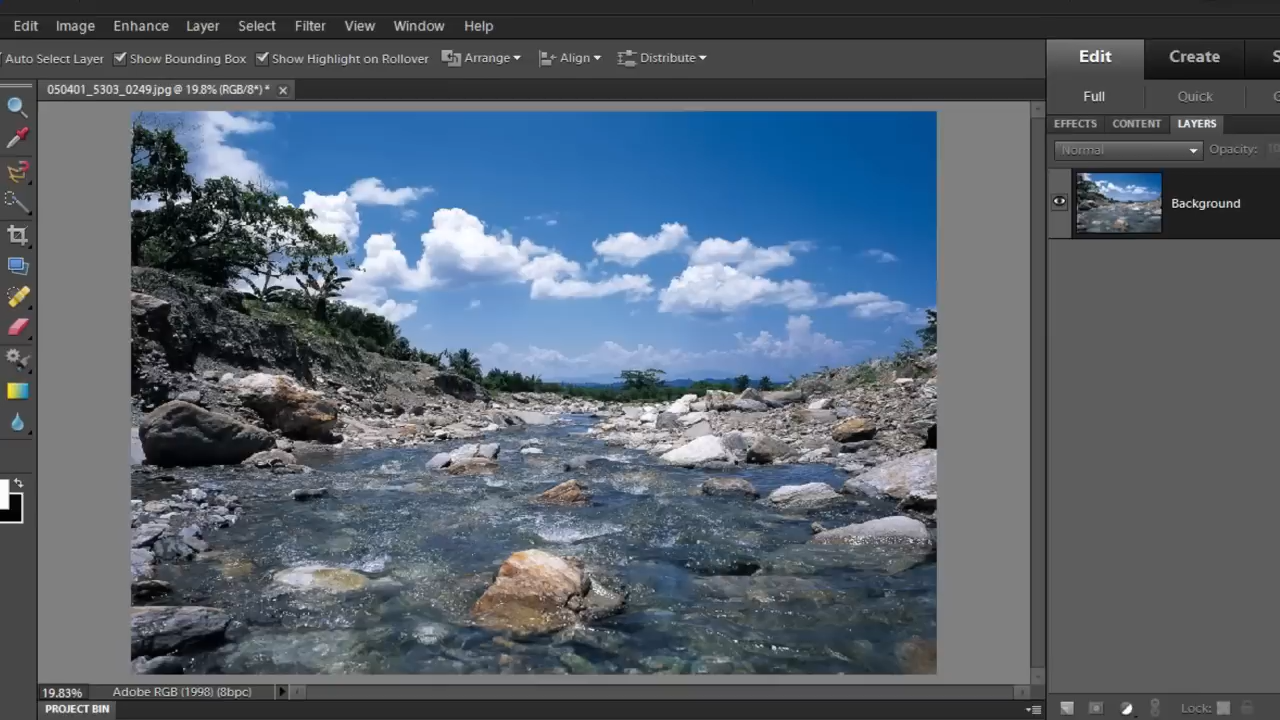 Edit Image Enhance Layer Select Filter View Window Help
Auto Select Layer Show Bounding Box Show Highlight on Rollover Arrange Align Distribute
Edit Create
050401_5303_0249.jpg @ 19.8% (RGB/8*) *
Full Quick
EFFECTS CONTENT LAYERS
Normal Opacity:
Background
19.83% Adobe RGB (1998) (8bpc)
PROJECT BIN
Lock: